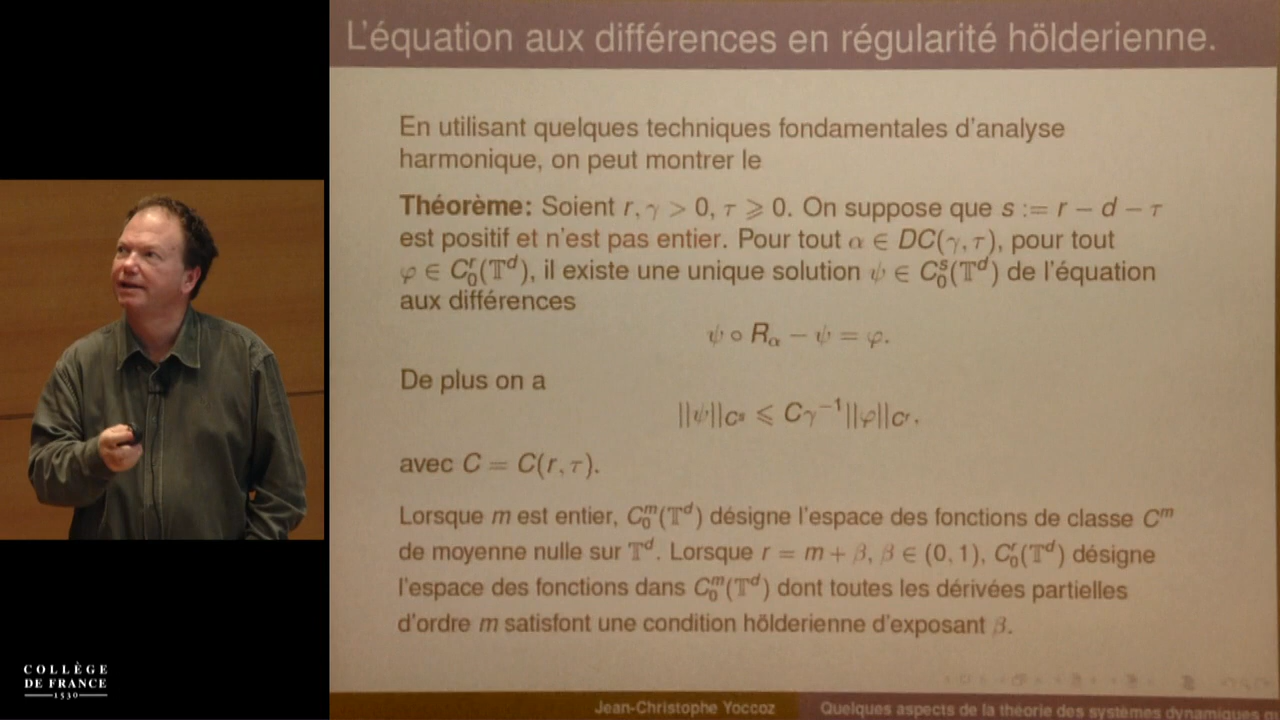 L'équation aux différences en régularité hölderienne.
En utilisant quelques techniques fondamentales d'analyse
harmonique, on peut montrer le
Théorème: Soient r, γ > 0, τ ⩾ 0. On suppose que s := r − d − τ
est positif et n'est pas entier. Pour tout α ∈ DC(γ, τ), pour tout
φ ∈ C₀ʳ(𝕋ᵈ), il existe une unique solution ψ ∈ C₀ˢ(𝕋ᵈ) de l'équation
aux différences
ψ ∘ R_α − ψ = φ.
De plus on a
||ψ||_{Cˢ} ⩽ Cγ⁻¹||φ||_{Cʳ},
avec C = C(r, τ).
Lorsque m est entier, C₀ᵐ(𝕋ᵈ) désigne l'espace des fonctions de classe Cᵐ
de moyenne nulle sur 𝕋ᵈ. Lorsque r = m + β, β ∈ (0, 1), C₀ʳ(𝕋ᵈ) désigne
l'espace des fonctions dans C₀ᵐ(𝕋ᵈ) dont toutes les dérivées partielles
d'ordre m satisfont une condition hölderienne d'exposant β.
COLLÈGE
DE FRANCE
1530
Jean-Christophe Yoccoz
Quelques aspects de la théorie des systèmes dynamiques